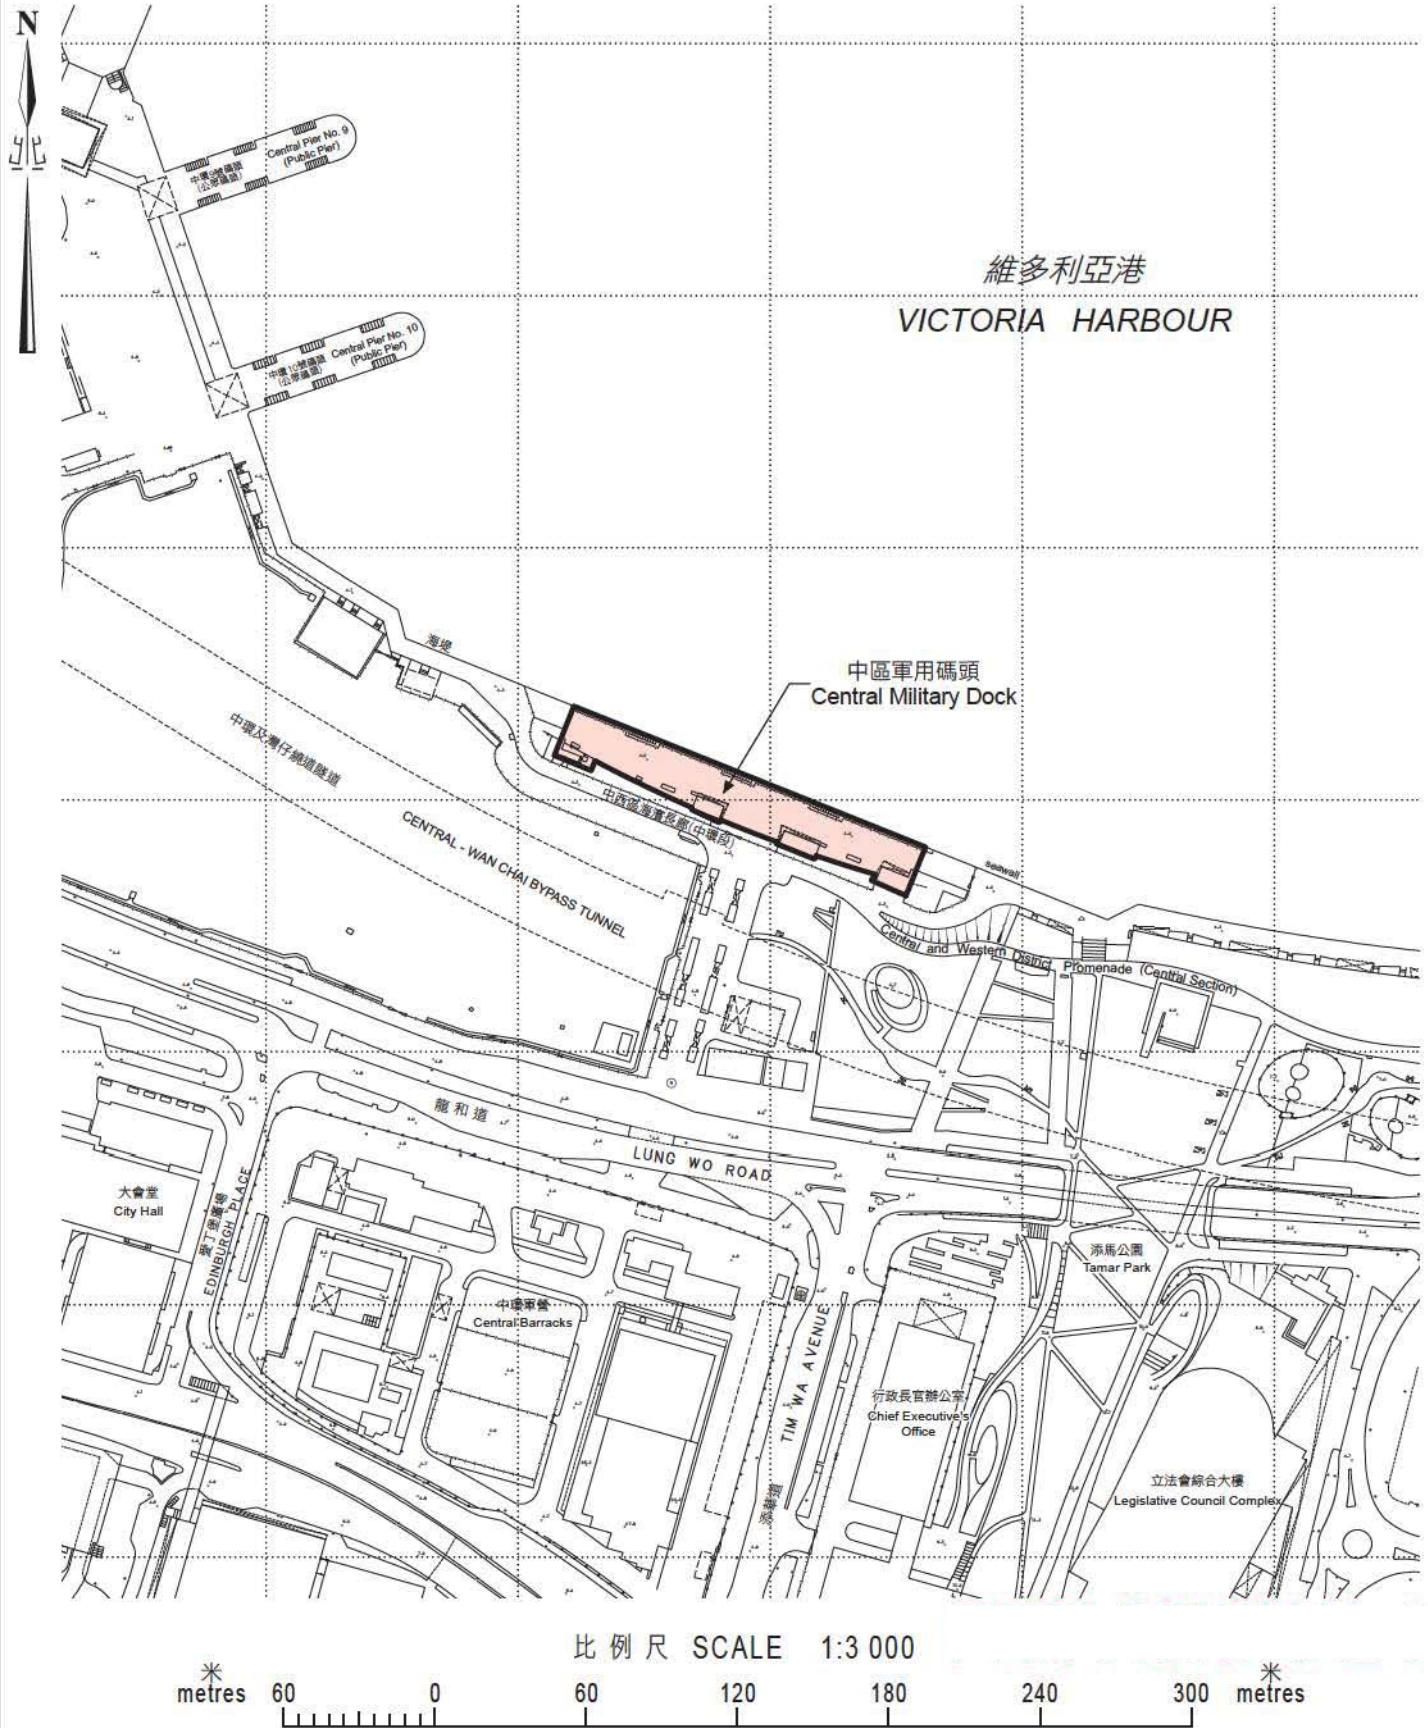 N
Central Pier No. 9
(Public Pier)
中環9號碼頭
(公眾碼頭)
維多利亞港
VICTORIA HARBOUR
Central Pier No. 10
(Public Pier)
中環10號碼頭
(公眾碼頭)
海堤
中區軍用碼頭
Central Military Dock
中環及灣仔繞道隧道
中西區海濱長廊(中環段)
CENTRAL - WAN CHAI BYPASS TUNNEL
seawall
Central and Western District Promenade (Central Section)
龍和道
LUNG WO ROAD
大會堂
City Hall
愛丁堡廣場
EDINBURGH PLACE
添馬公園
Tamar Park
中環軍營
Central Barracks
TIM WA AVENUE
添華道
行政長官辦公室
Chief Executive's
Office
立法會綜合大樓
Legislative Council Complex
比例尺 SCALE 1:3 000
米 米
metres 60 0 60 120 180 240 300 metres